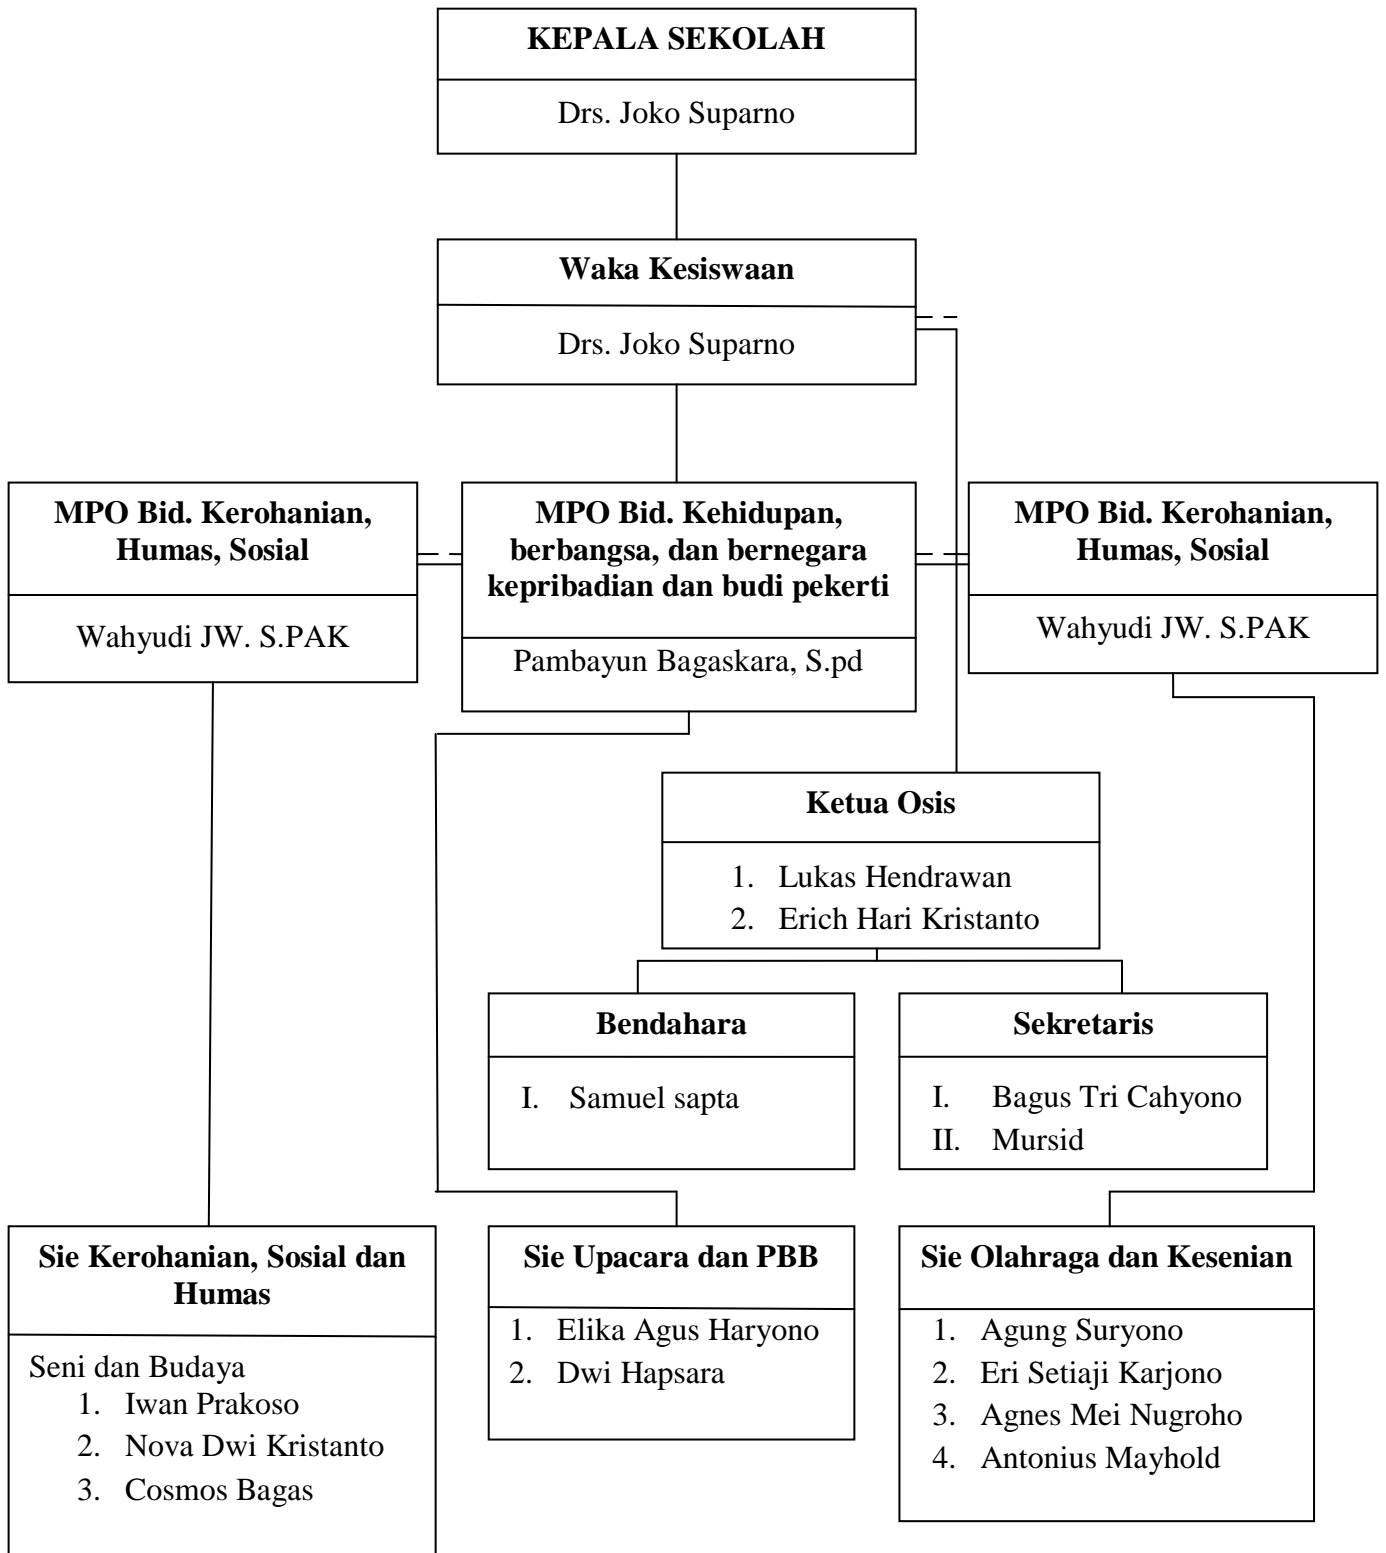 KEPALA SEKOLAH
Drs. Joko Suparno
Waka Kesiswaan
Drs. Joko Suparno
MPO Bid. Kerohanian,
Humas, Sosial
Wahyudi JW. S.PAK
MPO Bid. Kehidupan,
berbangsa, dan bernegara
kepribadian dan budi pekerti
Pambayun Bagaskara, S.pd
MPO Bid. Kerohanian,
Humas, Sosial
Wahyudi JW. S.PAK
Ketua Osis
1. Lukas Hendrawan
2. Erich Hari Kristanto
Bendahara
I. Samuel sapta
Sekretaris
I. Bagus Tri Cahyono
II. Mursid
Sie Kerohanian, Sosial dan
Humas
Seni dan Budaya
1. Iwan Prakoso
2. Nova Dwi Kristanto
3. Cosmos Bagas
Sie Upacara dan PBB
1. Elika Agus Haryono
2. Dwi Hapsara
Sie Olahraga dan Kesenian
1. Agung Suryono
2. Eri Setiaji Karjono
3. Agnes Mei Nugroho
4. Antonius Mayhold